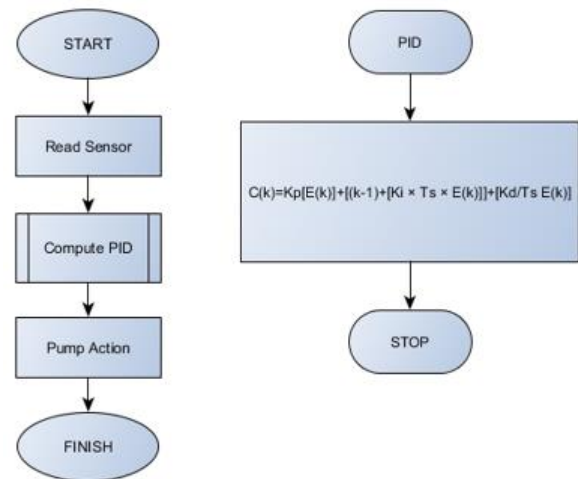 START
Read Sensor
Compute PID
Pump Action
FINISH
PID
C(k)=Kp[E(k)]+[(k-1)+[Ki × Ts × E(k)]]+[Kd/Ts E(k)]
STOP